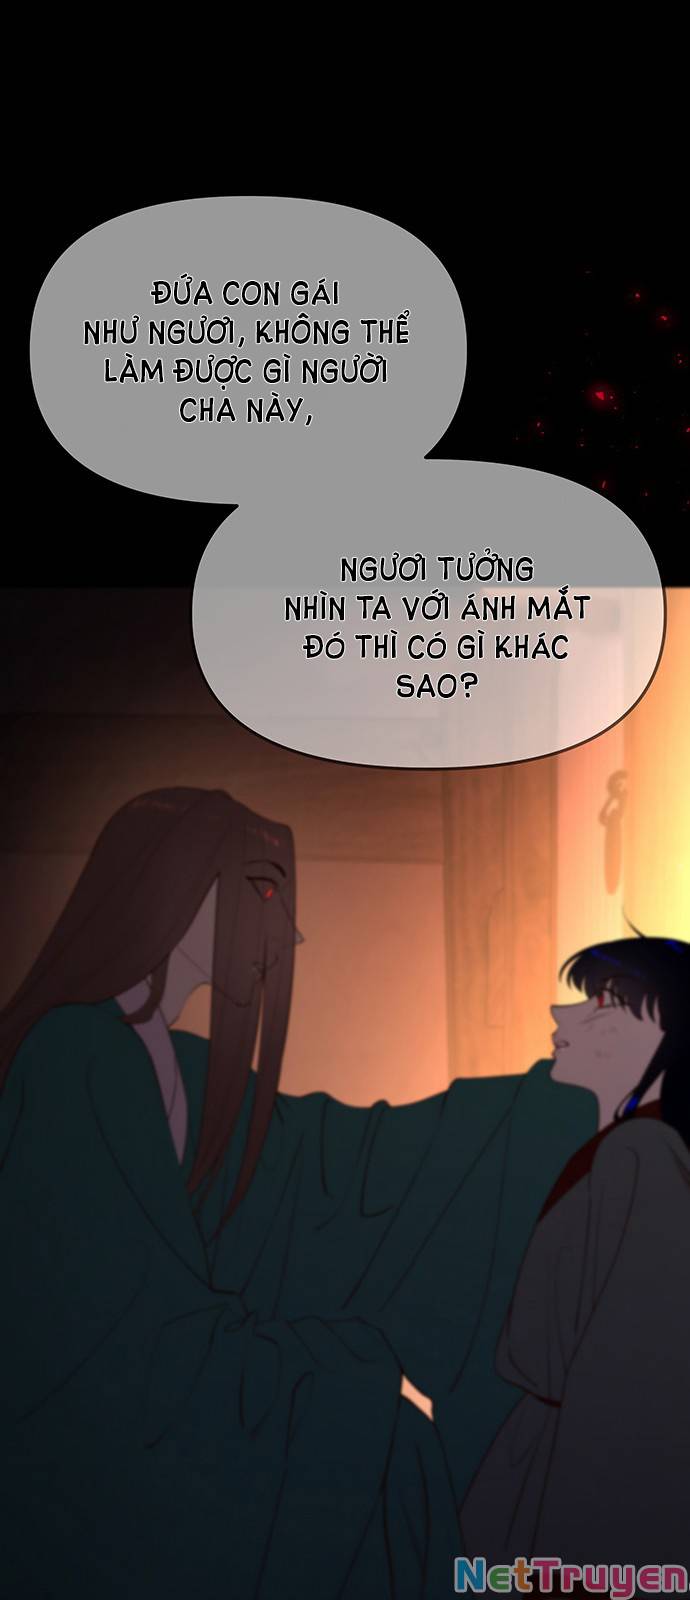 ĐỨA CON GÁI
NHƯ NGƯƠI, KHÔNG THỂ
LÀM ĐƯỢC GÌ NGƯỜI
CHA NÀY,
NGƯƠI TƯỞNG
NHÌN TA VỚI ÁNH MẮT
ĐÓ THÌ CÓ GÌ KHÁC
SAO?
NetTruyen